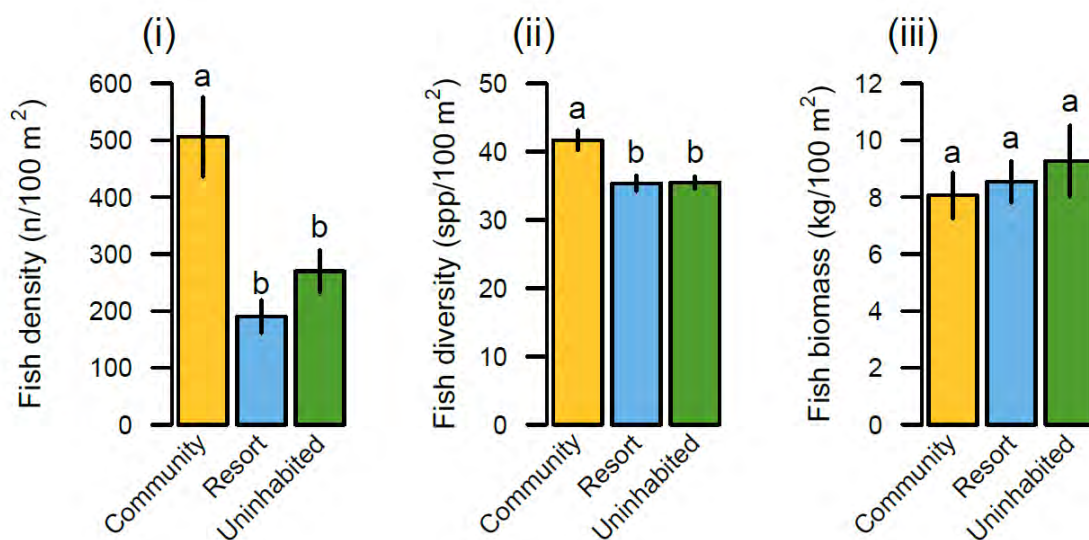 (i)
Fish density (n/100 m²)
600
500
400
300
200
100
0
a
b
b
Community
Resort
Uninhabited
(ii)
Fish diversity (spp/100 m²)
50
40
30
20
10
0
a
b
b
Community
Resort
Uninhabited
(iii)
Fish biomass (kg/100 m²)
12
10
8
6
4
2
0
a
a
a
Community
Resort
Uninhabited